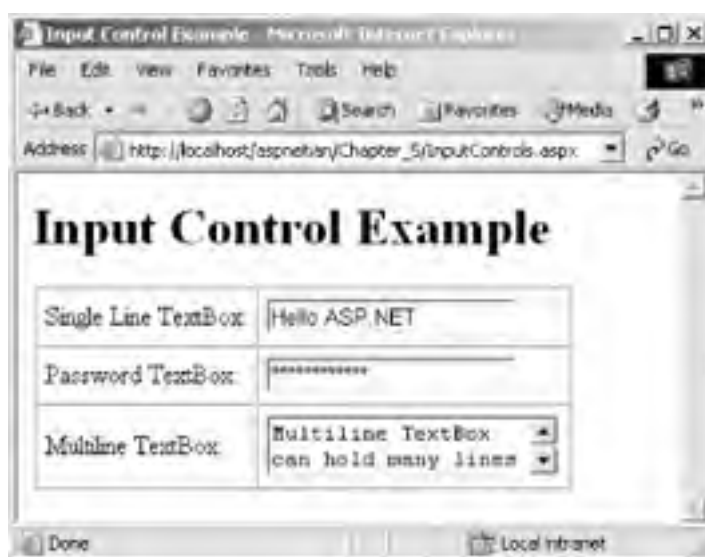 Input Control Example - Microsoft Internet Explorer
File Edit View Favorites Tools Help
Back Search Favorites Media »
Address http://localhost/aspnetian/Chapter_5/InputControls.aspx Go
Input Control Example
Single Line TextBox Hello ASP.NET
Password TextBox ************
Multiline TextBox Multiline TextBox
can hold many lines
Done Local intranet